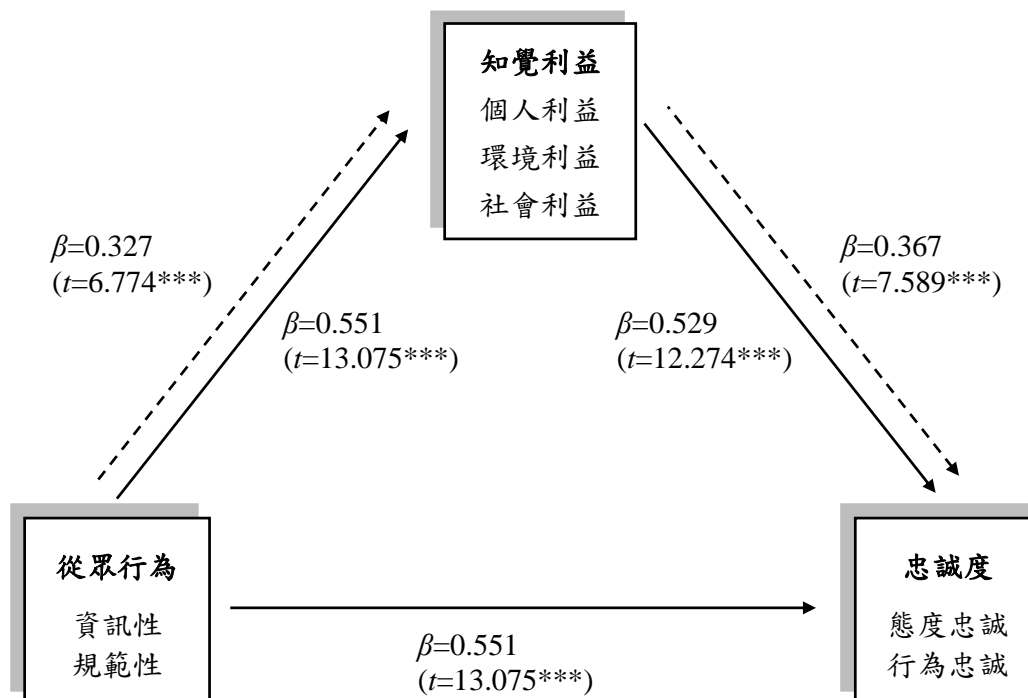 知覺利益
個人利益
環境利益
社會利益
β=0.327
(t=6.774***)
β=0.367
(t=7.589***)
β=0.551
(t=13.075***)
β=0.529
(t=12.274***)
從眾行為
資訊性
規範性
忠誠度
態度忠誠
行為忠誠
β=0.551
(t=13.075***)